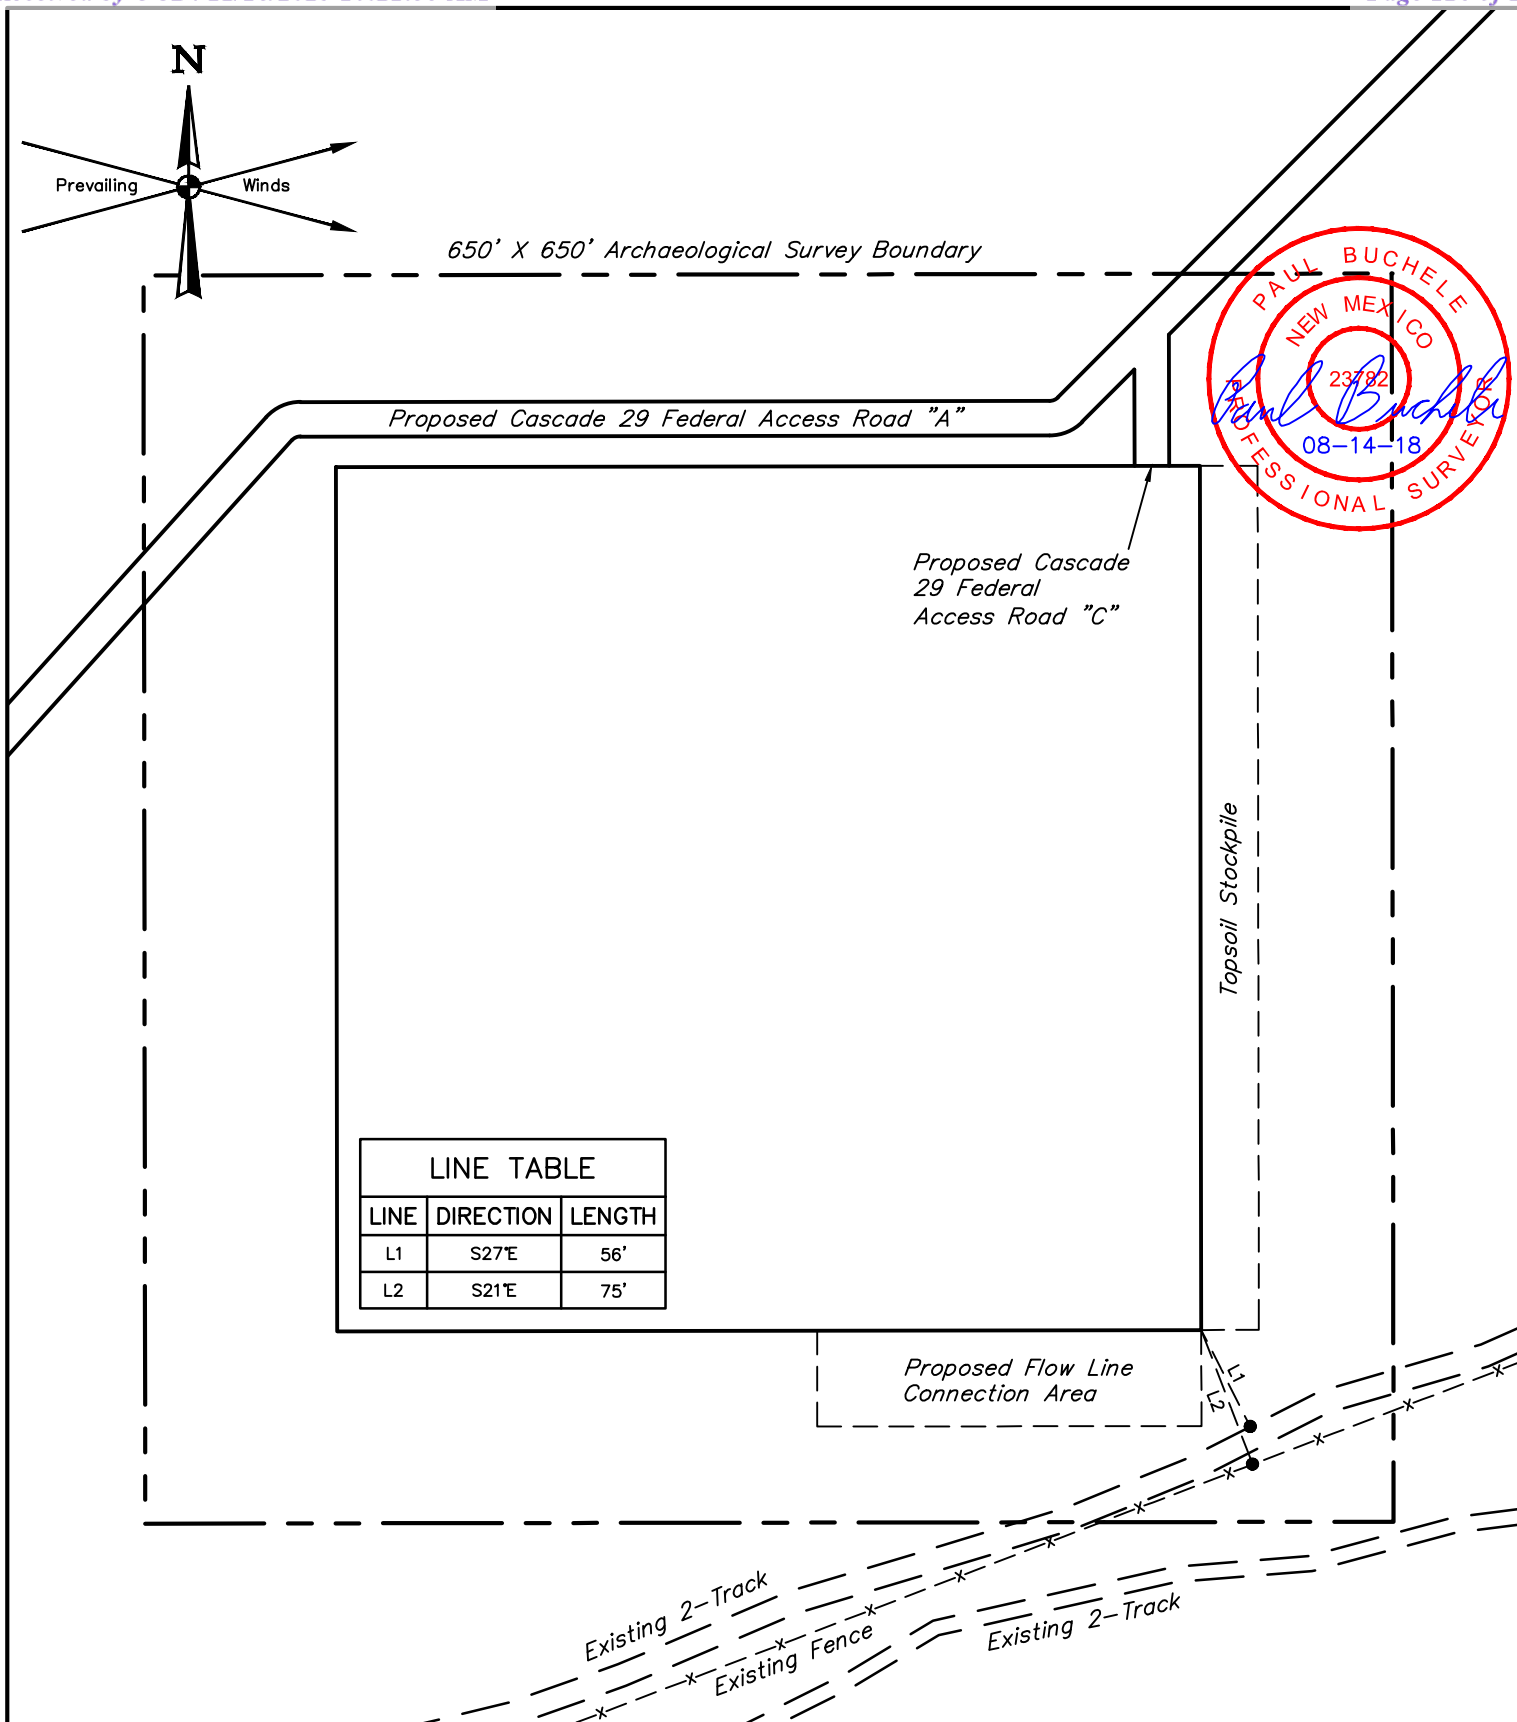 N
Prevailing Winds
650' X 650' Archaeological Survey Boundary
PAUL BUCHELE
NEW MEXICO
23782
Paul Buchele
08-14-18
PROFESSIONAL SURVEYOR
Proposed Cascade 29 Federal Access Road "A"
Proposed Cascade
29 Federal
Access Road "C"
Topsoil Stockpile
LINE TABLE
LINE DIRECTION LENGTH
L1 S27°E 56'
L2 S21°E 75'
Proposed Flow Line
Connection Area
L1
L2
Existing 2-Track
Existing Fence
Existing 2-Track